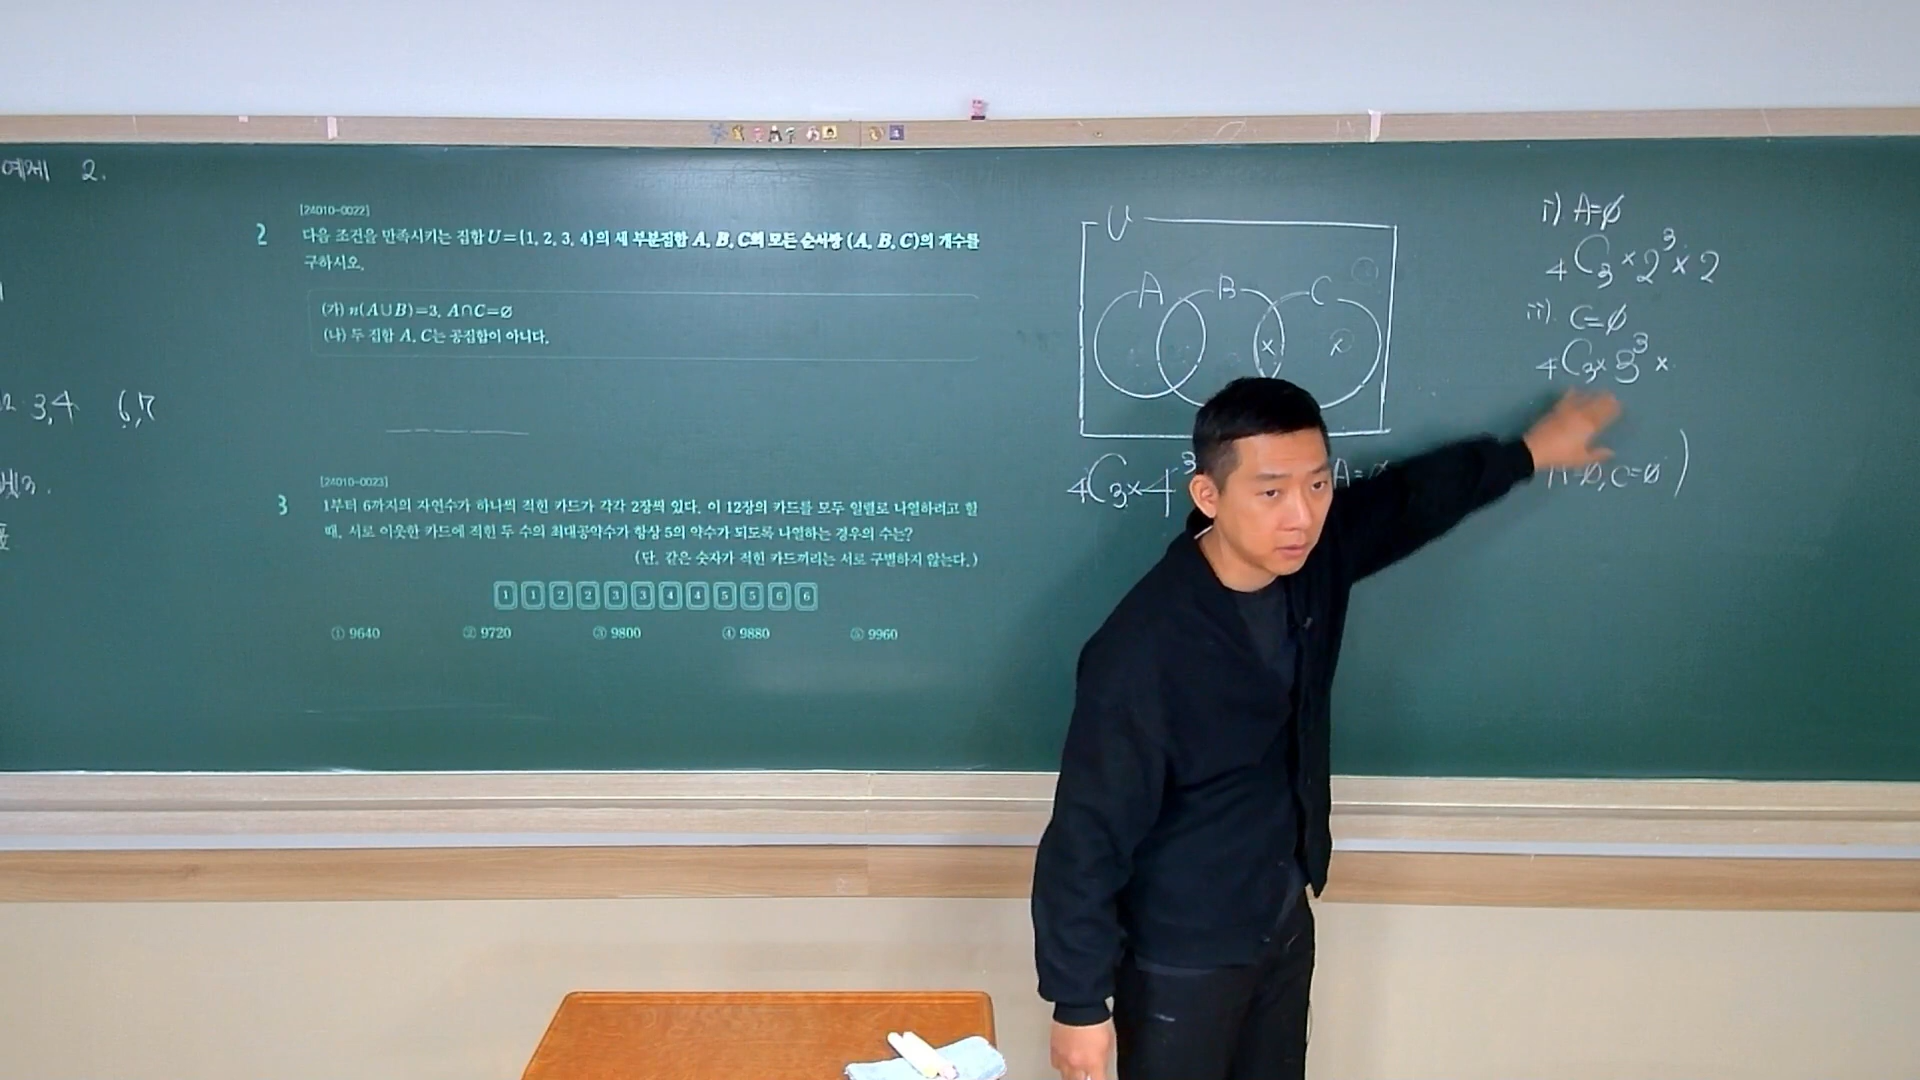 예제 2.
3,4 6,7
[24010-0022]
2 다음 조건을 만족시키는 집합 U={1, 2, 3, 4}의 세 부분집합 A, B, C의 모든 순서쌍 (A, B, C)의 개수를
구하시오.
(가) n(A∪B)=3, A∩C=∅
(나) 두 집합 A, C는 공집합이 아니다.
[24010-0023]
3 1부터 6까지의 자연수가 하나씩 적힌 카드가 각각 2장씩 있다. 이 12장의 카드를 모두 일렬로 나열하려고 할
때, 서로 이웃한 카드에 적힌 두 수의 최대공약수가 항상 5의 약수가 되도록 나열하는 경우의 수는?
(단, 같은 숫자가 적힌 카드끼리는 서로 구별하지 않는다.)
1 1 2 2 3 3 4 4 5 5 6 6
① 9640 ② 9720 ③ 9800 ④ 9880 ⑤ 9960
U
A B C
x x
₄C₃×4³
A=
C=∅ )
i) A=∅
₄C₃×2³×2
ii) C=∅
₄C₃×3³×